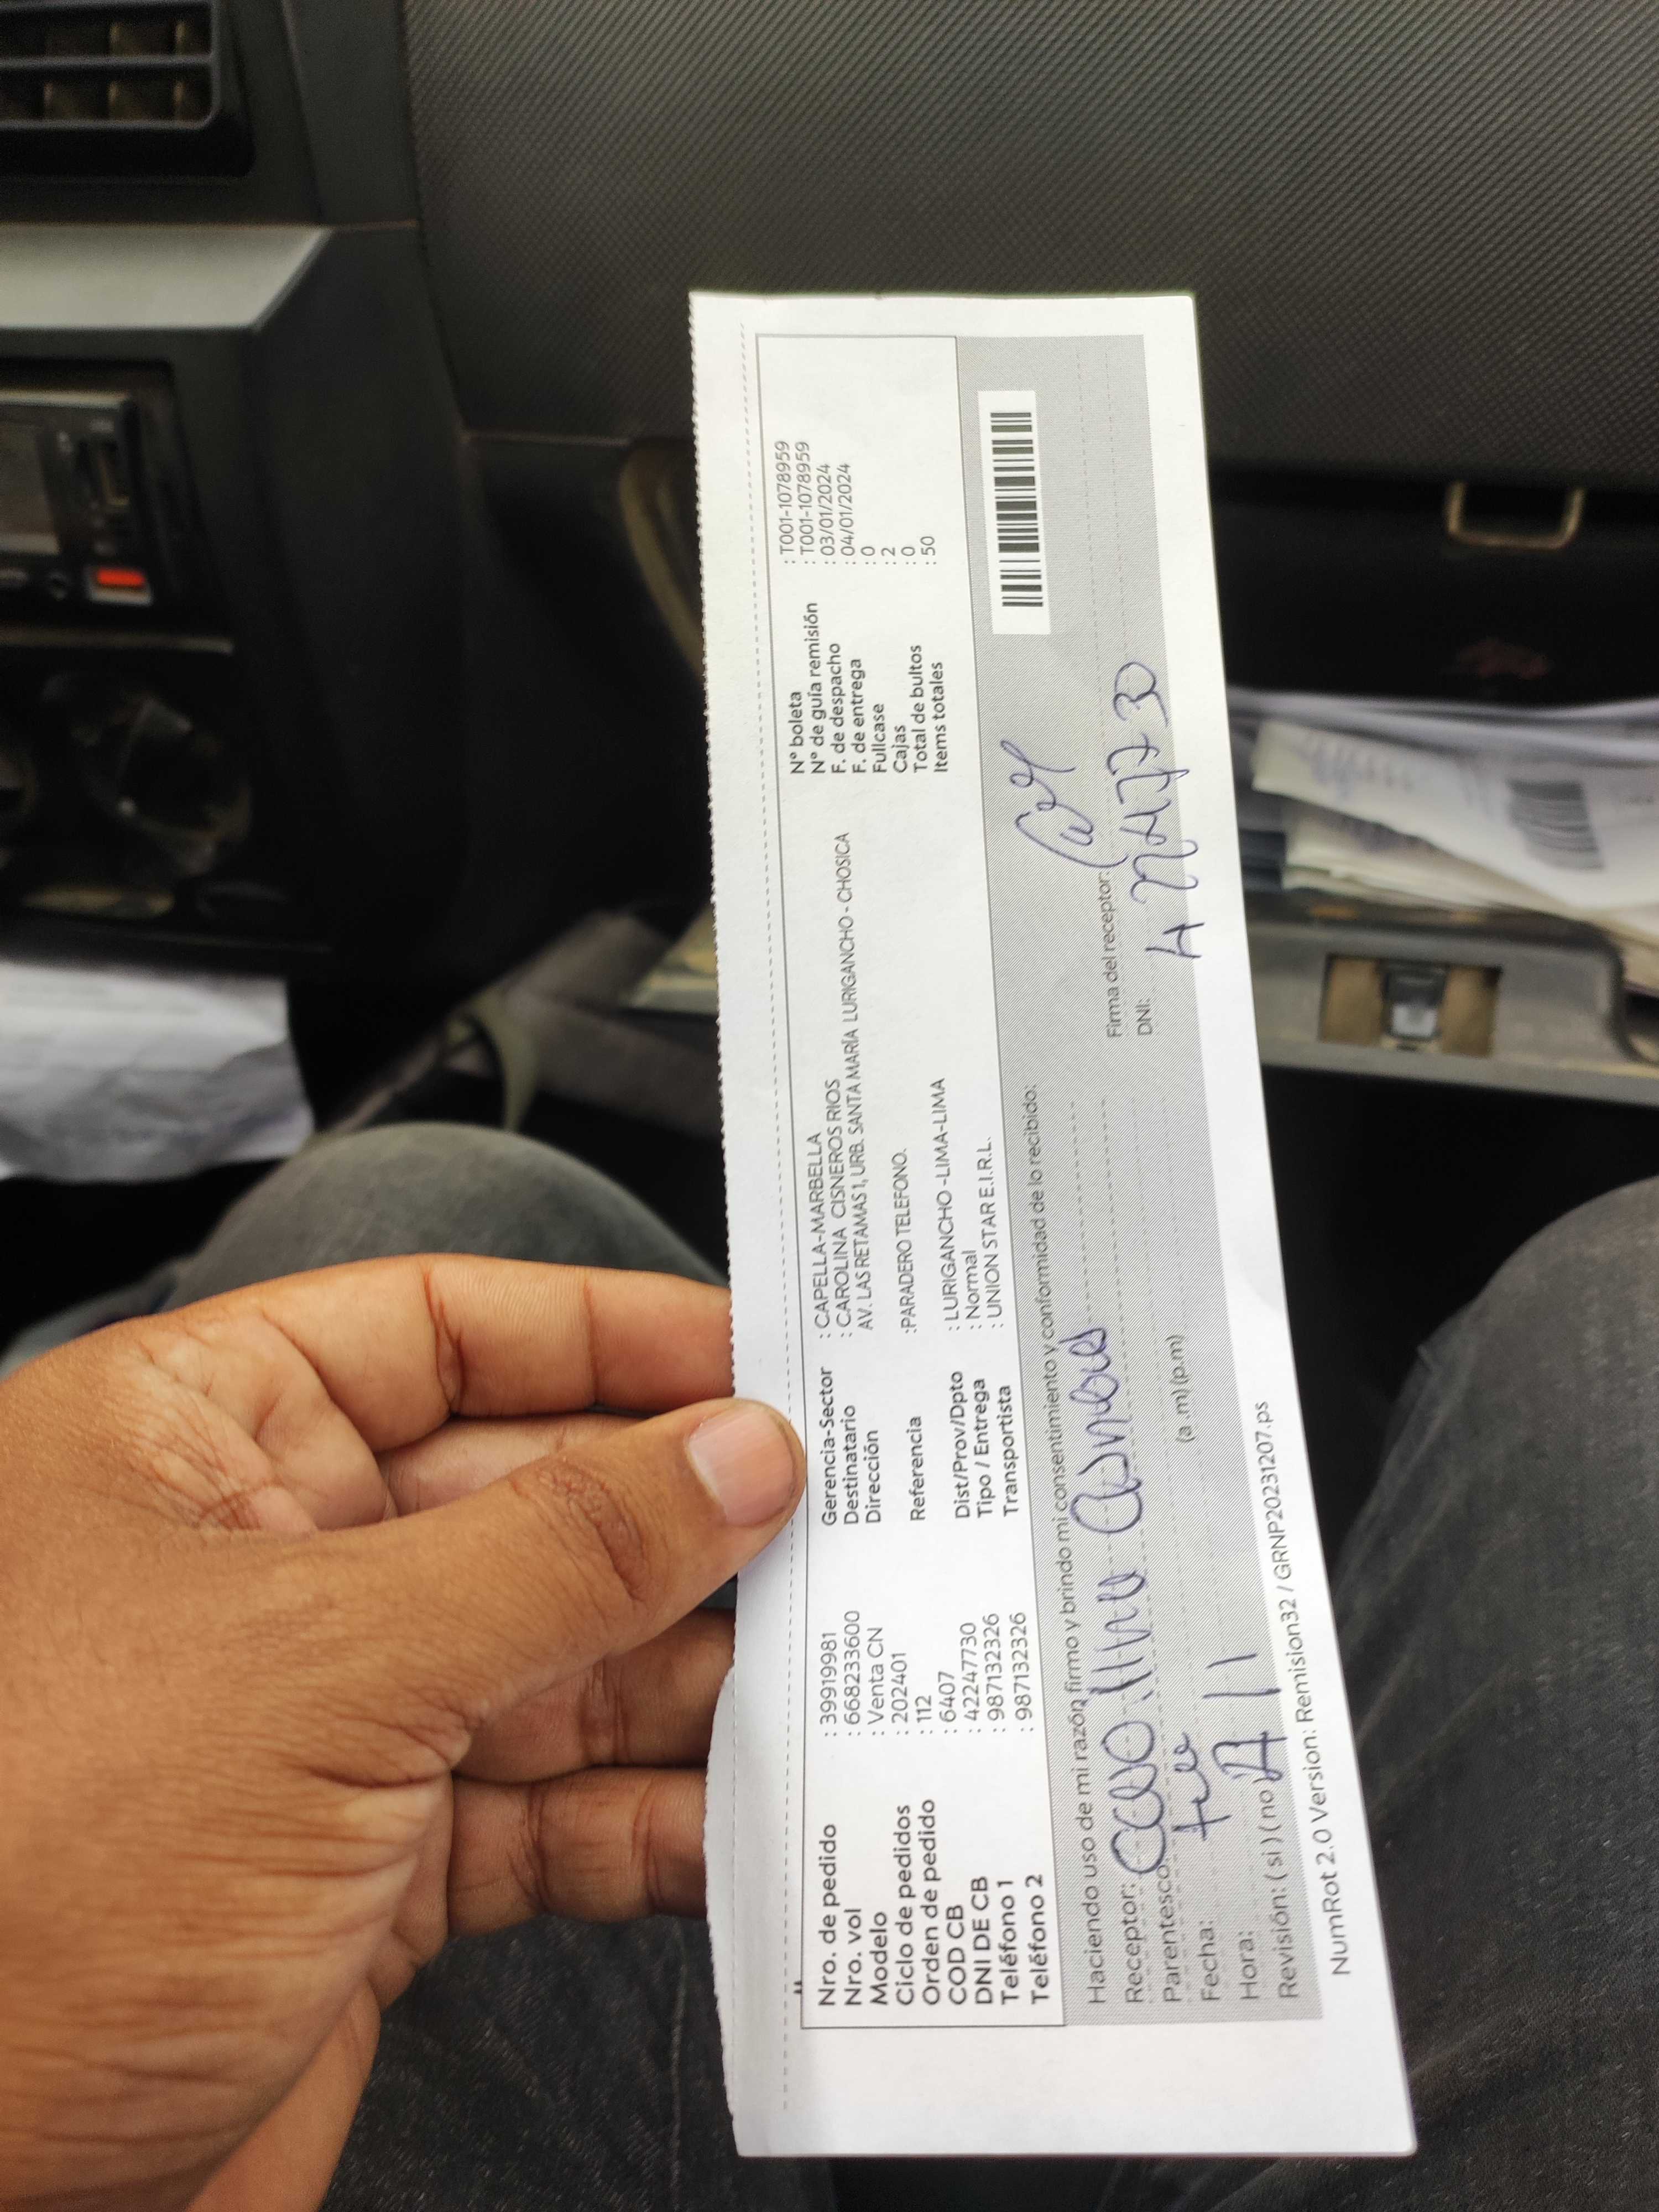 Nro. de pedido : 39919981
Nro. vol : 668233600
Modelo : Venta CN
Ciclo de pedidos : 202401
Orden de pedido : 112
COD CB : 6407
DNI DE CB : 42247730
Teléfono 1 : 987132326
Teléfono 2 : 987132326
Gerencia-Sector : CAPELLA-MARBELLA
Destinatario : CAROLINA CISNEROS RIOS
Dirección AV. LAS RETAMAS 1, URB. SANTA MARÍA LURIGANCHO - CHOSICA
Referencia :PARADERO TELEFONO.
Dist/Prov/Dpto : LURIGANCHO -LIMA-LIMA
Tipo / Entrega : Normal
Transportista : UNION STAR E.I.R.L.
N° boleta : T001-1078959
N° de guía remisión : T001-1078959
F. de despacho : 03/01/2024
F. de entrega : 04/01/2024
Fullcase : 0
Cajas : 2
Total de bultos : 0
Items totales : 50
Haciendo uso de mi razón firmo y brindo mi consentimiento y conformidad de lo recibido:
Receptor:
Parentesco:
Fecha:
Hora: (a.m) (p.m)
Revisión: ( si ) ( no )
Firma del receptor:
DNI:
NumRot 2.0 Version: Remision32 / GRNP20231207.ps